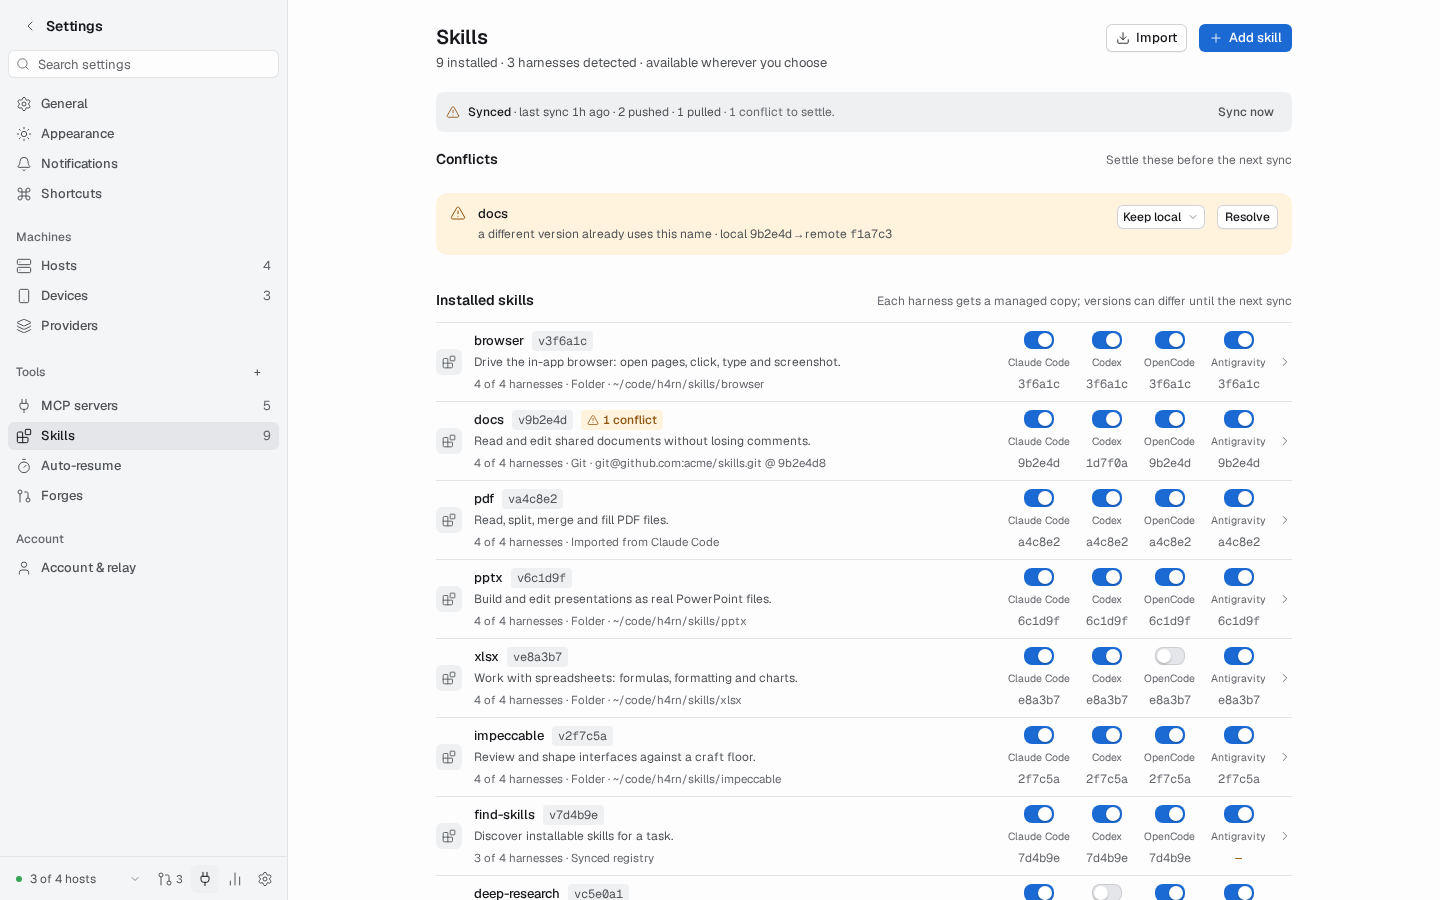 Settings
Search settings
General
Appearance
Notifications
Shortcuts
Machines
Hosts 4
Devices 3
Providers
Tools +
MCP servers 5
Skills 9
Auto-resume
Forges
Account
Account & relay
3 of 4 hosts
3
Skills
Import
Add skill
9 installed · 3 harnesses detected · available wherever you choose
Synced · last sync 1h ago · 2 pushed · 1 pulled · 1 conflict to settle.
Sync now
Conflicts
Settle these before the next sync
docs
a different version already uses this name · local 9b2e4d→remote f1a7c3
Keep local
Resolve
Installed skills
Each harness gets a managed copy; versions can differ until the next sync
browser v3f6a1c
Drive the in-app browser: open pages, click, type and screenshot.
4 of 4 harnesses · Folder · ~/code/h4rn/skills/browser
Claude Code Codex OpenCode Antigravity
3f6a1c 3f6a1c 3f6a1c 3f6a1c
docs v9b2e4d 1 conflict
Read and edit shared documents without losing comments.
4 of 4 harnesses · Git · git@github.com:acme/skills.git @ 9b2e4d8
Claude Code Codex OpenCode Antigravity
9b2e4d 1d7f0a 9b2e4d 9b2e4d
pdf va4c8e2
Read, split, merge and fill PDF files.
4 of 4 harnesses · Imported from Claude Code
Claude Code Codex OpenCode Antigravity
a4c8e2 a4c8e2 a4c8e2 a4c8e2
pptx v6c1d9f
Build and edit presentations as real PowerPoint files.
4 of 4 harnesses · Folder · ~/code/h4rn/skills/pptx
Claude Code Codex OpenCode Antigravity
6c1d9f 6c1d9f 6c1d9f 6c1d9f
xlsx ve8a3b7
Work with spreadsheets: formulas, formatting and charts.
4 of 4 harnesses · Folder · ~/code/h4rn/skills/xlsx
Claude Code Codex OpenCode Antigravity
e8a3b7 e8a3b7 e8a3b7 e8a3b7
impeccable v2f7c5a
Review and shape interfaces against a craft floor.
4 of 4 harnesses · Folder · ~/code/h4rn/skills/impeccable
Claude Code Codex OpenCode Antigravity
2f7c5a 2f7c5a 2f7c5a 2f7c5a
find-skills v7d4b9e
Discover installable skills for a task.
3 of 4 harnesses · Synced registry
Claude Code Codex OpenCode Antigravity
7d4b9e 7d4b9e 7d4b9e –
deep-research vc5e0a1